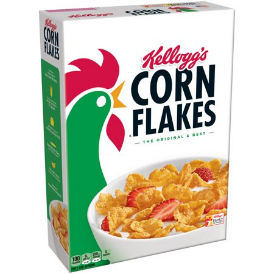 Kellogg's
CORN
FLAKES
THE ORIGINAL & BEST